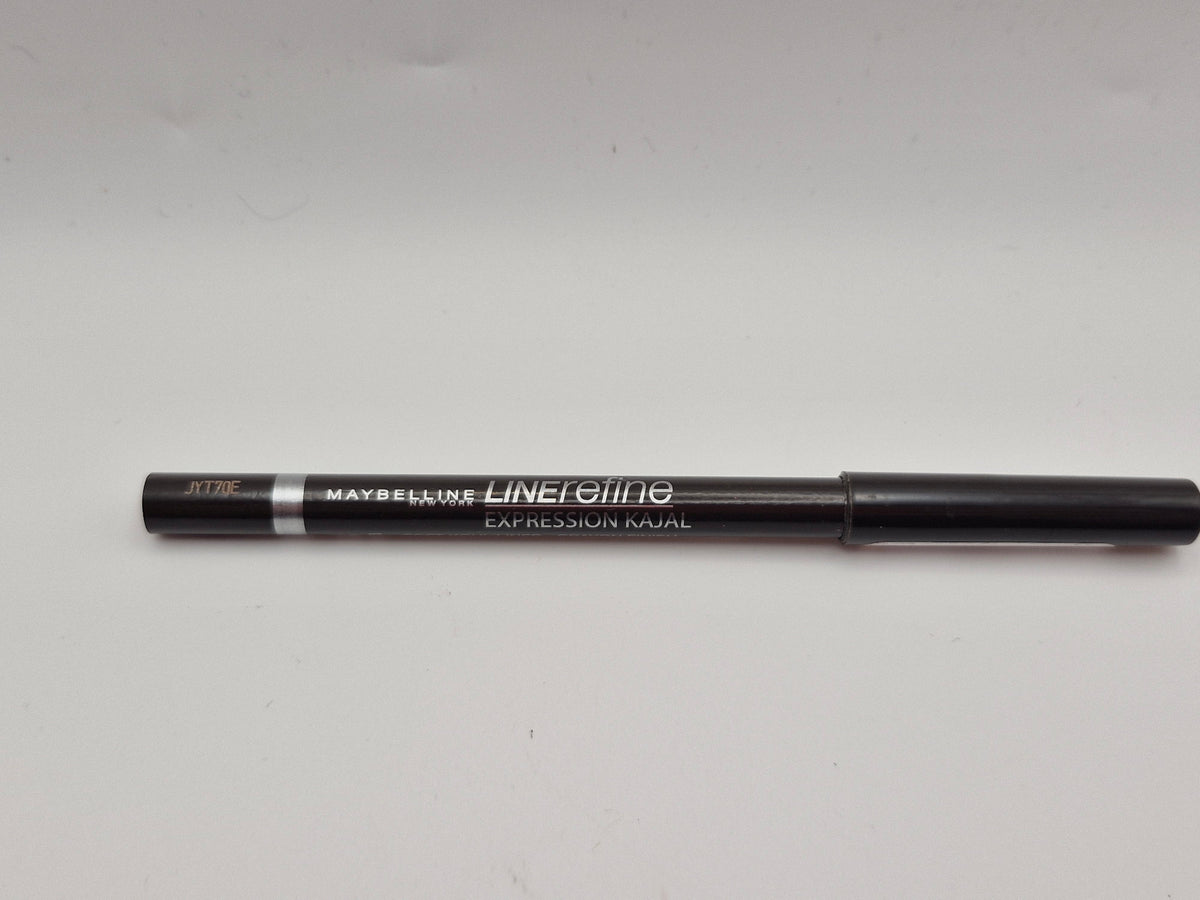 JYT70E
MAYBELLINE
NEW YORK
LINErefine
EXPRESSION KAJAL